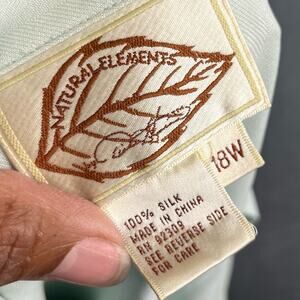 NATURAL ELEMENTS
18W
100% SILK
MADE IN CHINA
RN 92309
SEE REVERSE SIDE
FOR CARE